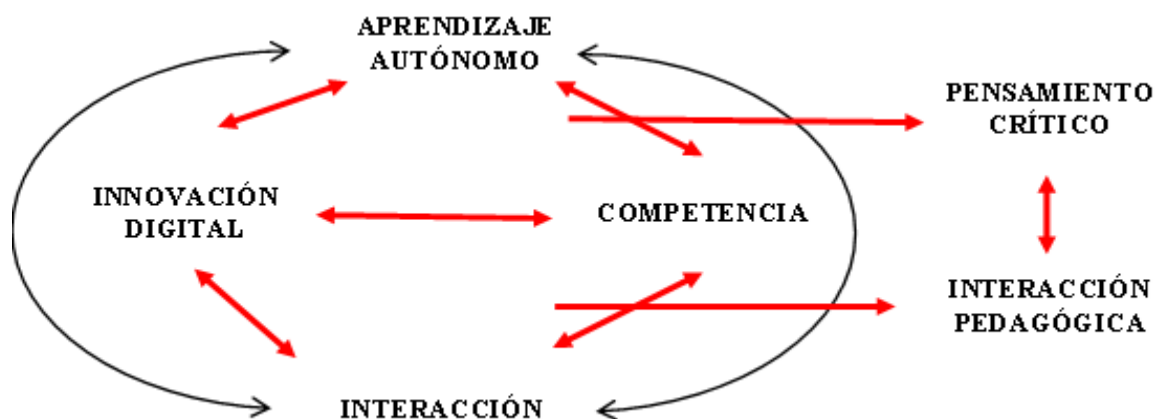 APRENDIZAJE
AUTÓNOMO
PENSAMIENTO
CRÍTICO
INNOVACIÓN
DIGITAL
COMPETENCIA
INTERACCIÓN
PEDAGÓGICA
INTERACCIÓN